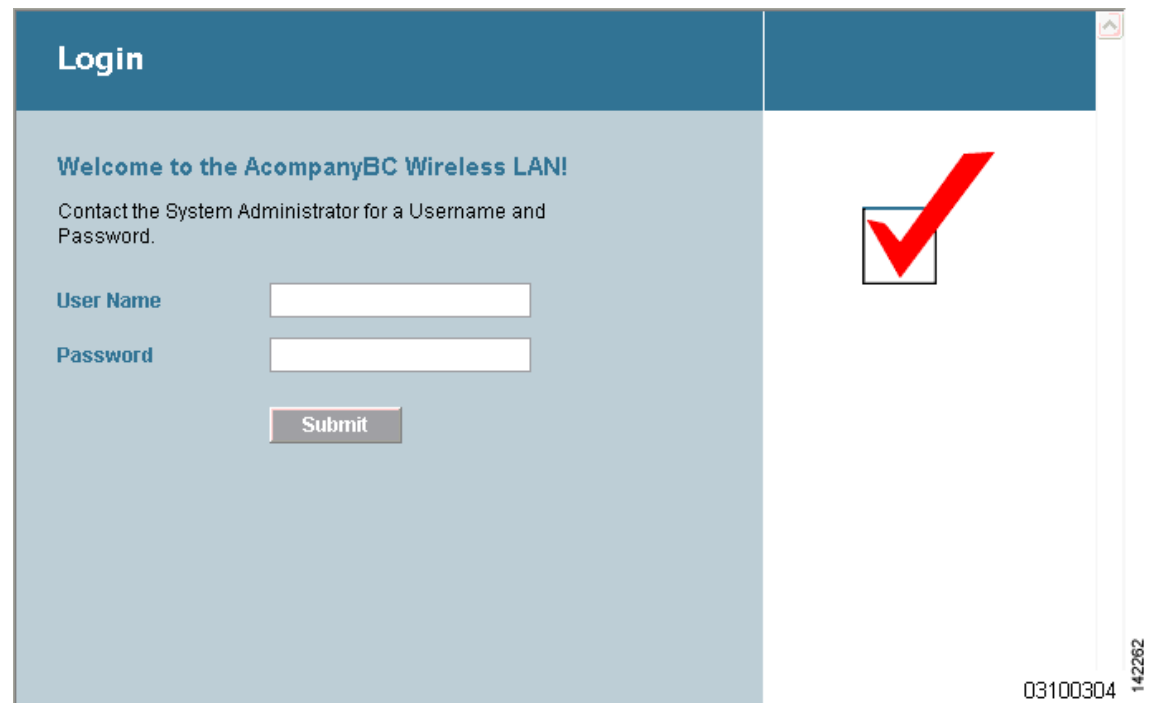 Login
Welcome to the AcompanyBC Wireless LAN!
Contact the System Administrator for a Username and
Password.
User Name
Password
Submit
03100304
142262